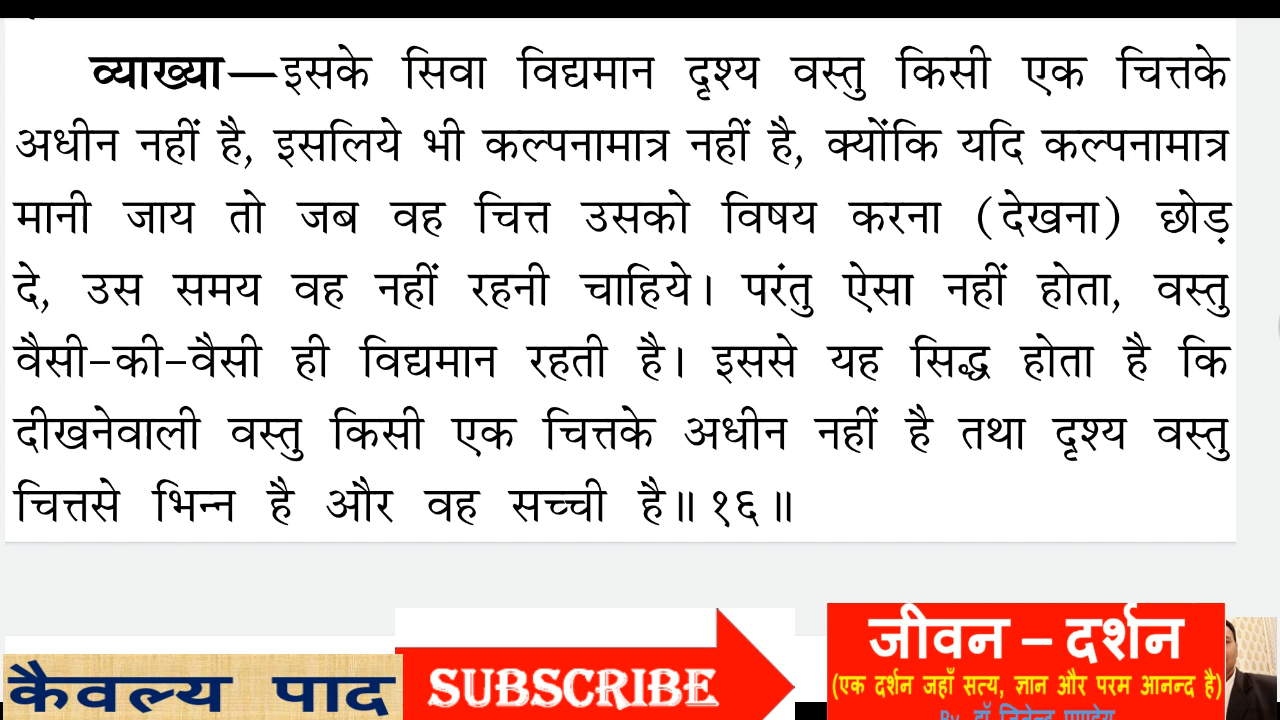 व्याख्या—इसके सिवा विद्यमान दृश्य वस्तु किसी एक चित्तके
अधीन नहीं है, इसलिये भी कल्पनामात्र नहीं है, क्योंकि यदि कल्पनामात्र
मानी जाय तो जब वह चित्त उसको विषय करना (देखना) छोड़
दे, उस समय वह नहीं रहनी चाहिये। परंतु ऐसा नहीं होता, वस्तु
वैसी-की-वैसी ही विद्यमान रहती है। इससे यह सिद्ध होता है कि
दीखनेवाली वस्तु किसी एक चित्तके अधीन नहीं है तथा दृश्य वस्तु
चित्तसे भिन्न है और वह सच्ची है॥ १६॥
कैवल्य पाद
SUBSCRIBE
जीवन – दर्शन
(एक दर्शन जहाँ सत्य, ज्ञान और परम आनन्द है)
By डॉ